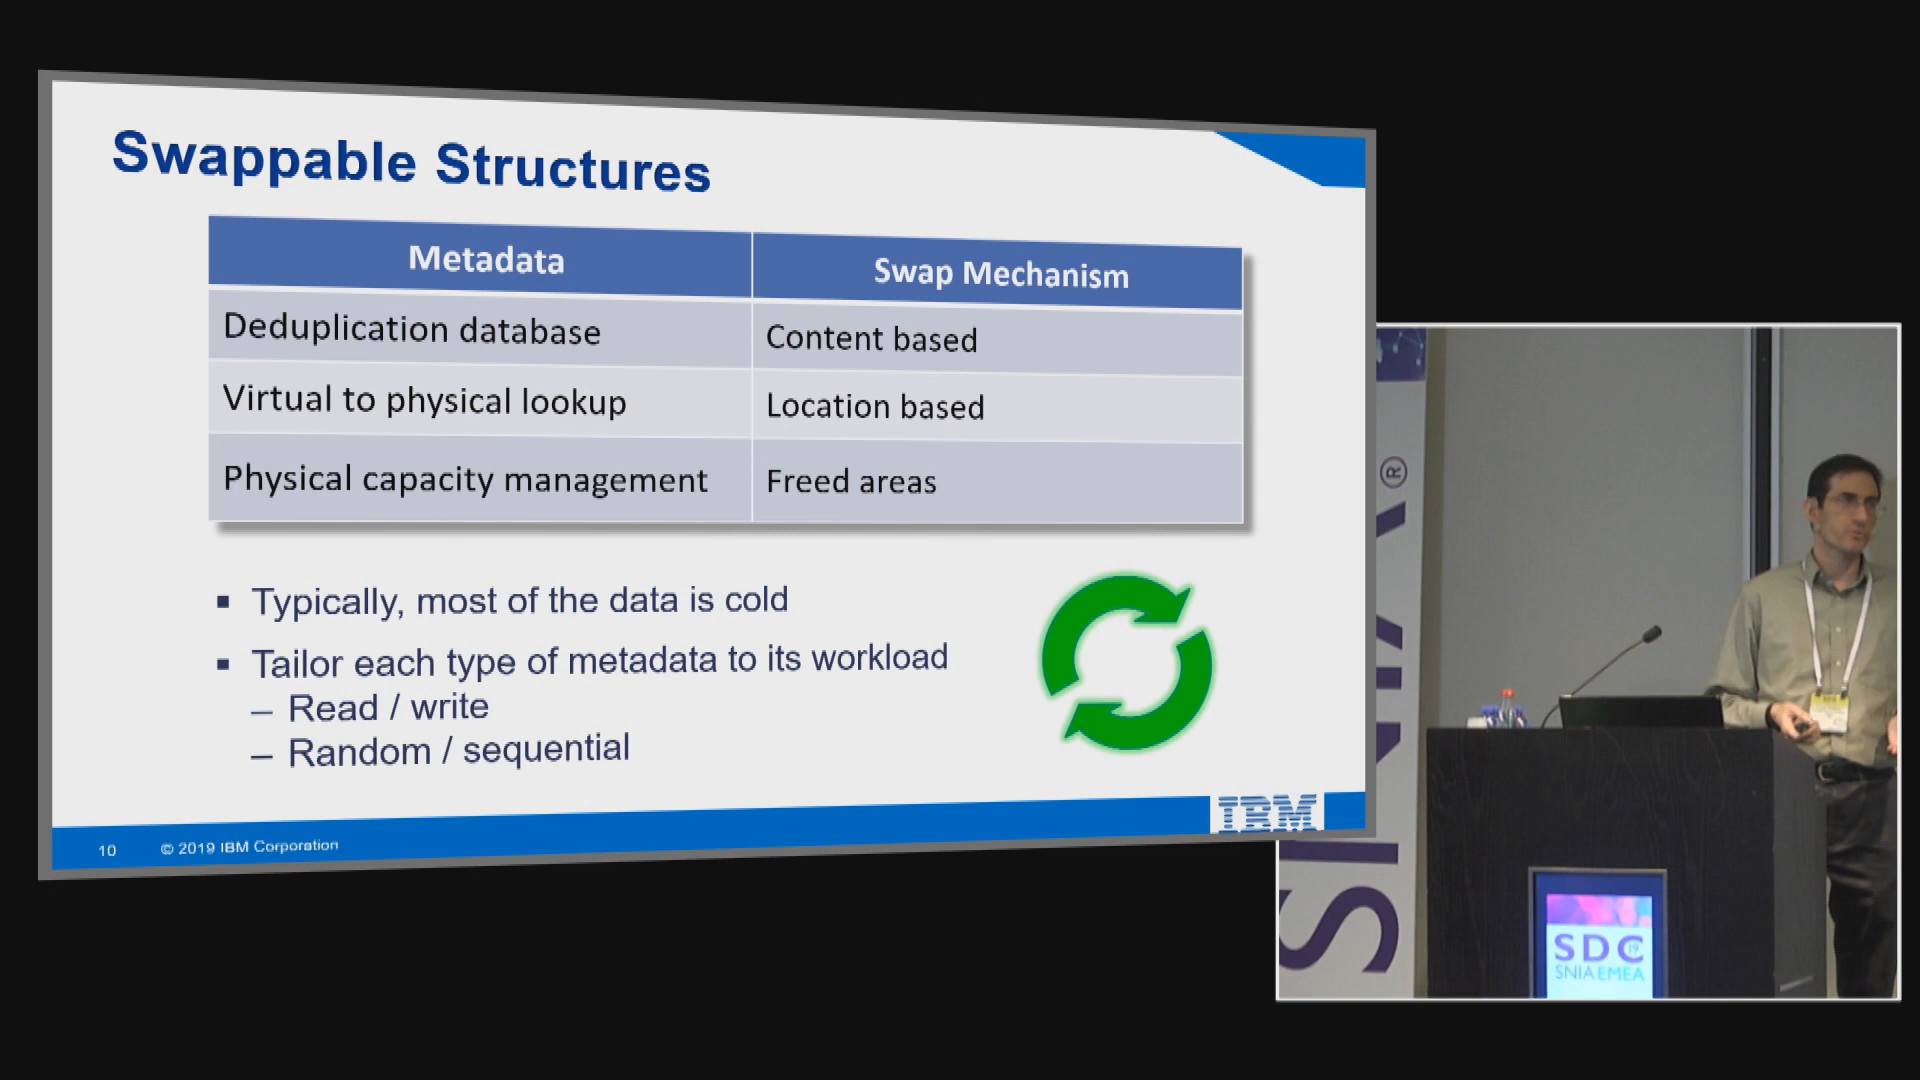 Swappable Structures
Metadata
Swap Mechanism
Deduplication database
Content based
Virtual to physical lookup
Location based
Physical capacity management
Freed areas
▪ Typically, most of the data is cold
▪ Tailor each type of metadata to its workload
– Read / write
– Random / sequential
IBM
10
© 2019 IBM Corporation
®
SDC
19
SNIA EMEA